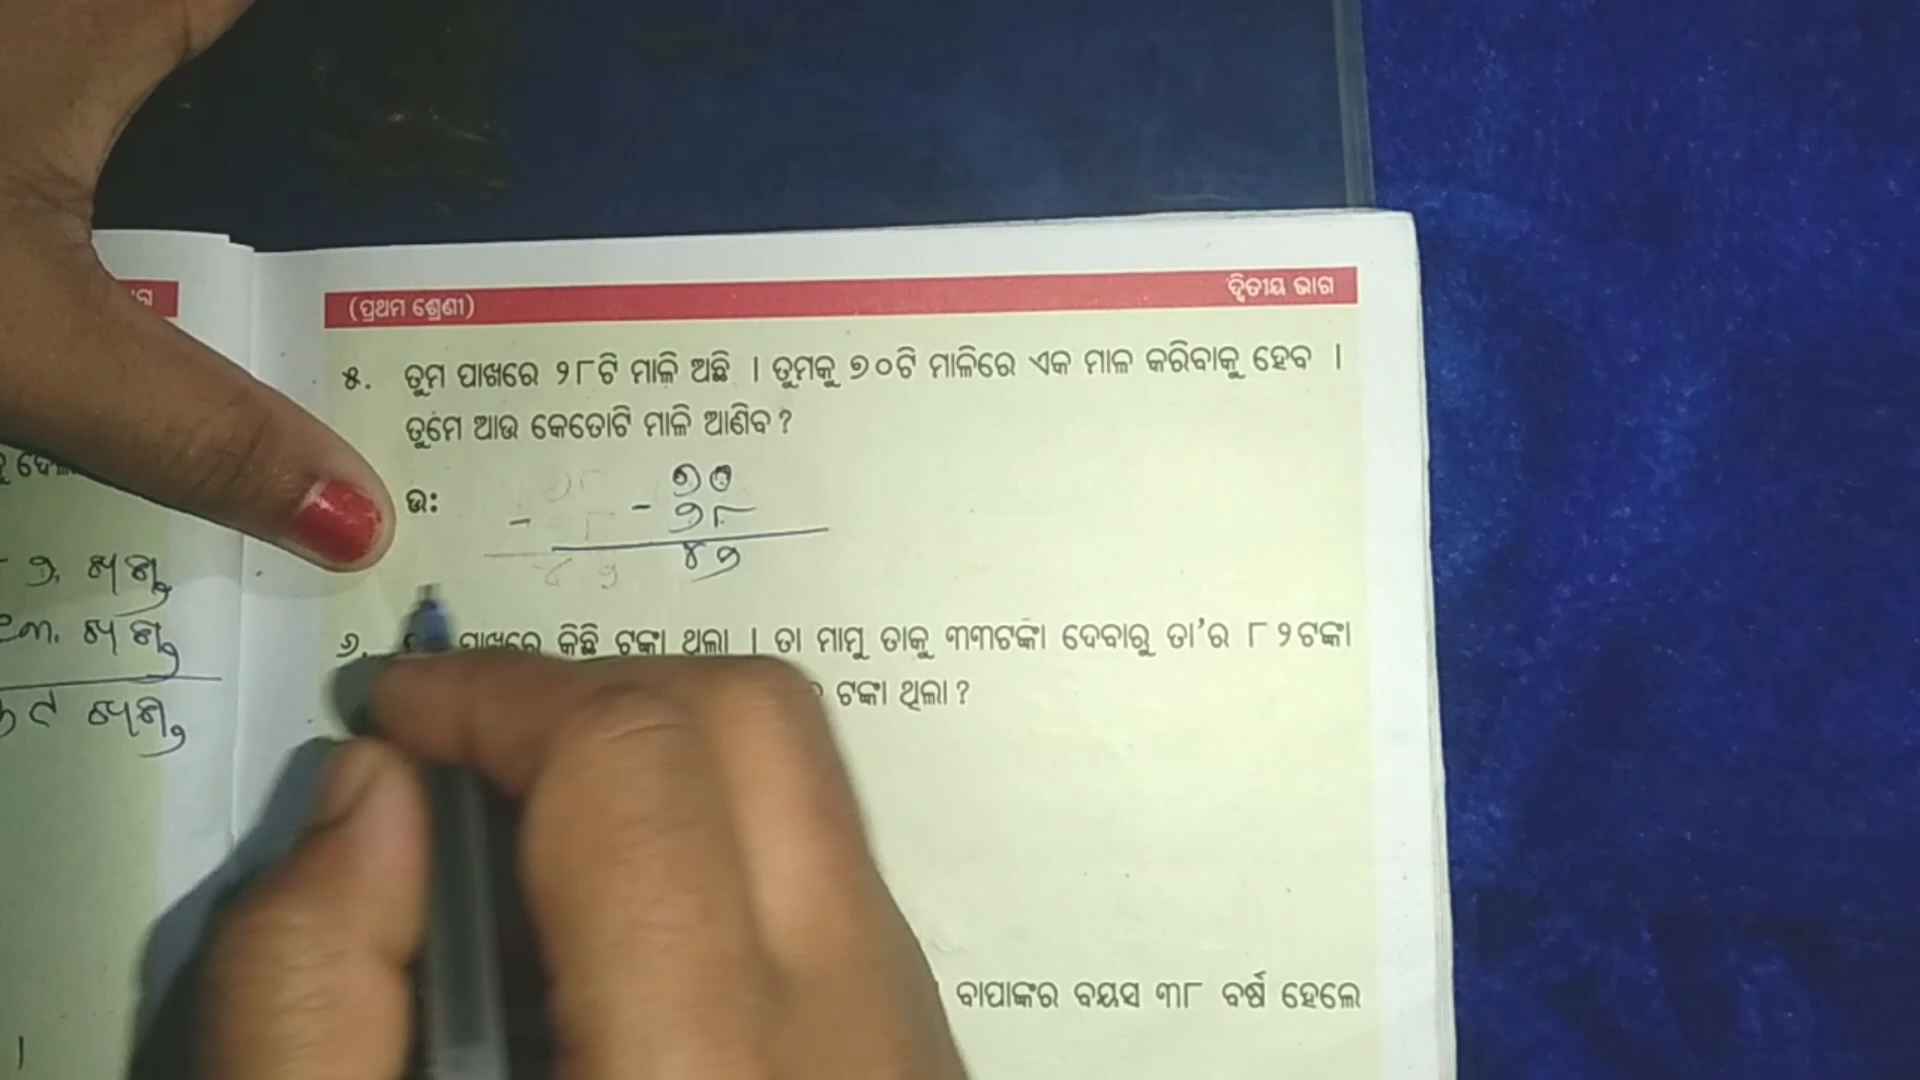 (ପ୍ରଥମ ଶ୍ରେଣୀ)
ଦ୍ୱିତୀୟ ଭାଗ
୫. ତୁମ ପାଖରେ ୨୮ଟି ମାଳି ଅଛି । ତୁମକୁ ୭୦ଟି ମାଳିରେ ଏକ ମାଳ କରିବାକୁ ହେବ ।
ତୁମେ ଆଉ କେତୋଟି ମାଳି ଆଣିବ ?
ଉଃ
୭୦
- ୨୮
୪୨
୬. ପାଖରେ କିଛି ଟଙ୍କା ଥିଲା । ତା ମାମୁ ତାକୁ ୩୩ଟଙ୍କା ଦେବାରୁ ତା'ର ୮୨ଟଙ୍କା
ଟଙ୍କା ଥିଲା ?
ବାପାଙ୍କର ବୟସ ୩୮ ବର୍ଷ ହେଲେ